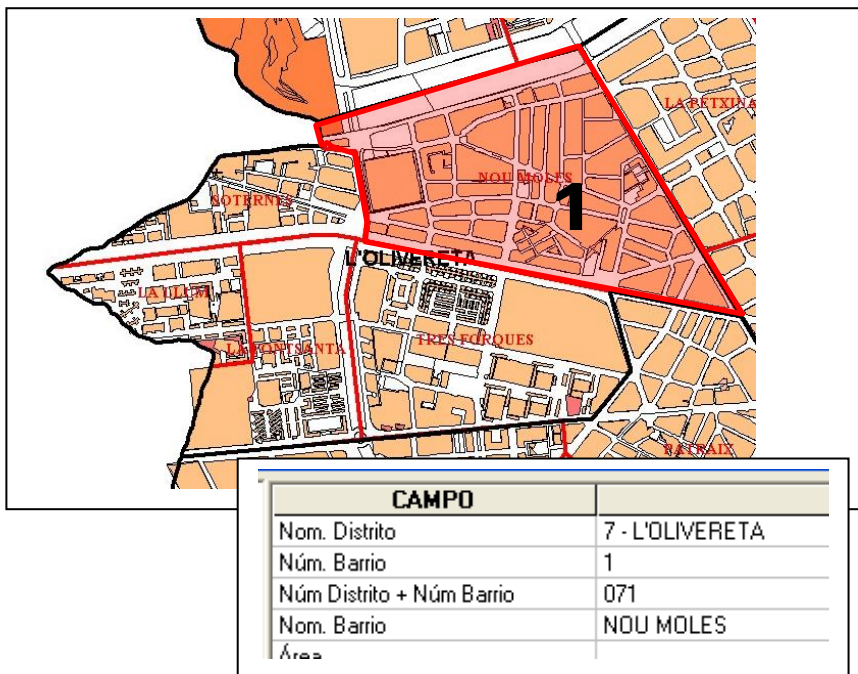 LA PETXINA
NOU MOLES
1
SOTERNES
L'OLIVERETA
LA LLUM
TRES FORQUES
LA FONTSANTA
BATRAIX
CAMPO
Nom. Distrito 7 - L'OLIVERETA
Núm. Barrio 1
Núm Distrito + Núm Barrio 071
Nom. Barrio NOU MOLES
Área